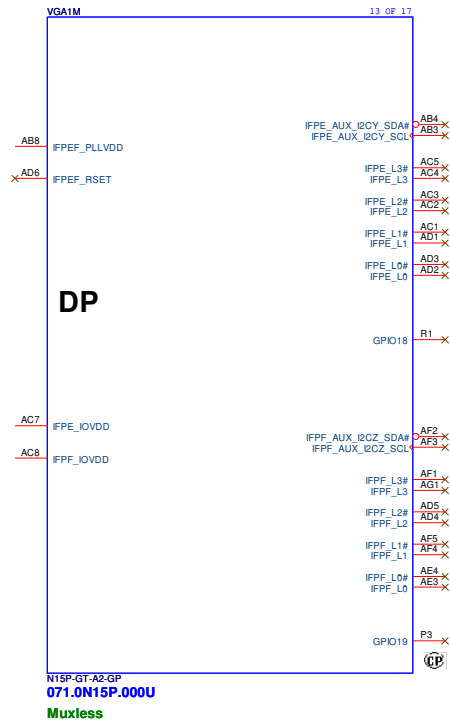 VGA1M 13 OF 17
IFPE_AUX_I2CY_SDA# AB4
IFPE_AUX_I2CY_SCL AB3
AB8 IFPEF_PLLVDD
IFPE_L3# AC5
IFPE_L3 AC4
AD6 IFPEF_RSET
IFPE_L2# AC3
IFPE_L2 AC2
IFPE_L1# AC1
IFPE_L1 AD1
IFPE_L0# AD3
IFPE_L0 AD2
DP
GPIO18 R1
AC7 IFPE_IOVDD
IFPF_AUX_I2CZ_SDA# AF2
IFPF_AUX_I2CZ_SCL AF3
AC8 IFPF_IOVDD
IFPF_L3# AF1
IFPF_L3 AG1
IFPF_L2# AD5
IFPF_L2 AD4
IFPF_L1# AF5
IFPF_L1 AF4
IFPF_L0# AE4
IFPF_L0 AE3
GPIO19 P3
CP
N15P-GT-A2-GP
071.0N15P.000U
Muxless